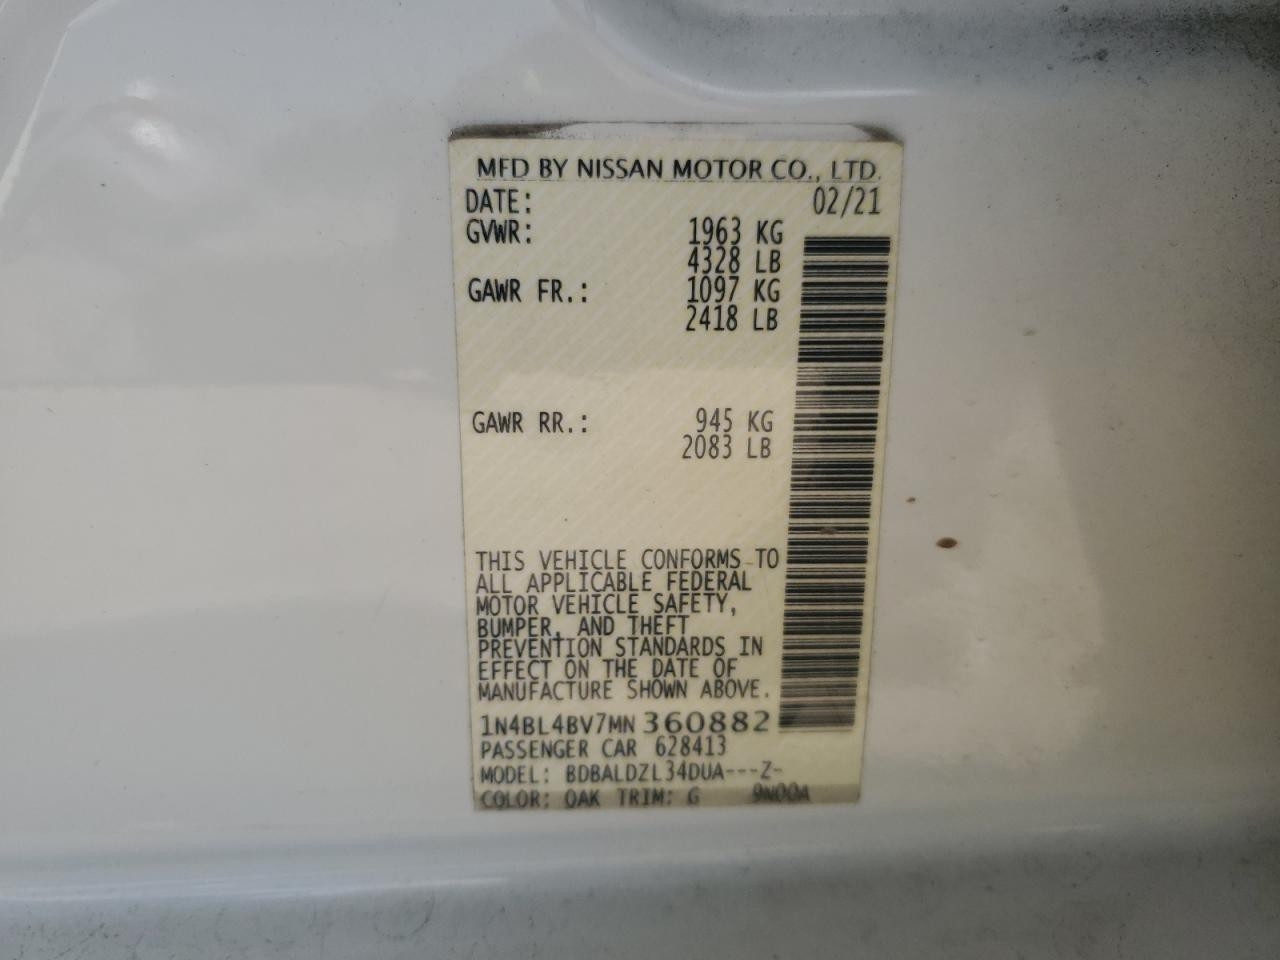 MFD BY NISSAN MOTOR CO., LTD.
DATE: 02/21
GVWR: 1963 KG
4328 LB
GAWR FR.: 1097 KG
2418 LB
GAWR RR.: 945 KG
2083 LB
THIS VEHICLE CONFORMS TO
ALL APPLICABLE FEDERAL
MOTOR VEHICLE SAFETY,
BUMPER, AND THEFT
PREVENTION STANDARDS IN
EFFECT ON THE DATE OF
MANUFACTURE SHOWN ABOVE.
1N4BL4BV7MN360882
PASSENGER CAR 628413
MODEL: BDBALDZL34DUA---Z-
COLOR: QAK TRIM: G 9N00A